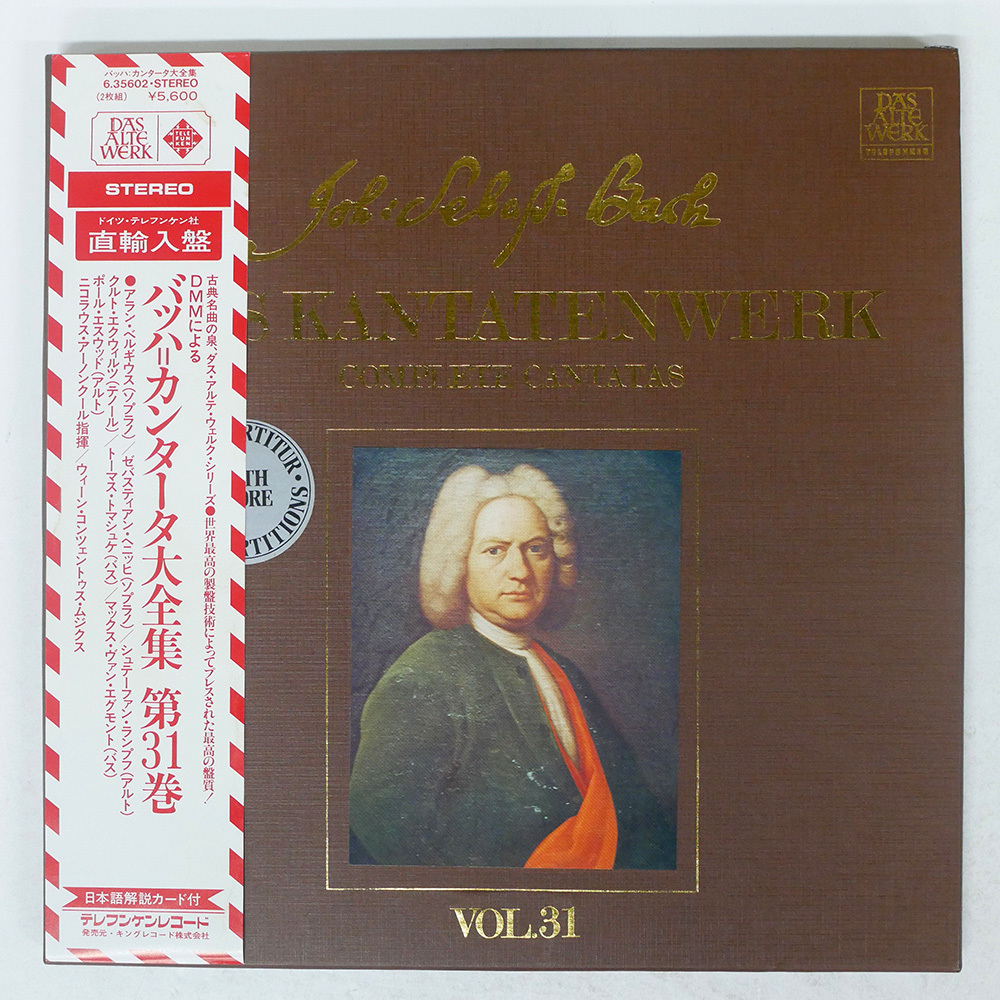 バッハ:カンタータ大全集
6.35602・STEREO
(2枚組) ¥5,600
DAS
ALTE
WERK
TELE
FUN
KEN
STEREO
ドイツ・テレフンケン社
直輸入盤
古典名曲の泉、ダス・アルテ・ウェルク・シリーズ●世界最高の製盤技術によってプレスされた最高の盤質!
DMMによる
バッハ=カンタータ大全集 第31巻
●アラン・ベルギウス(ソプラノ)/ゼバスティアン・ヘニッヒ(ソプラノ)/シュテーファン・ランプフ(アルト)
クルト・エクウィルツ(テノール)/トーマス・トマシュケ(バス)/マックス・ヴァン・エグモント(バス)
ポール・エスウッド(アルト)
ニコラウス・アーノンクール指揮/ウィーン・コンツェントゥス・ムジクス
日本語解説カード付
テレフンケンレコード
発売元・キングレコード株式会社
DAS
ALTE
WERK
Joh. Sebast. Bach
S KANTATENWERK
COMPLETE CANTATAS
RTITUR·
TH
ORE
PTITIONS
VOL.31